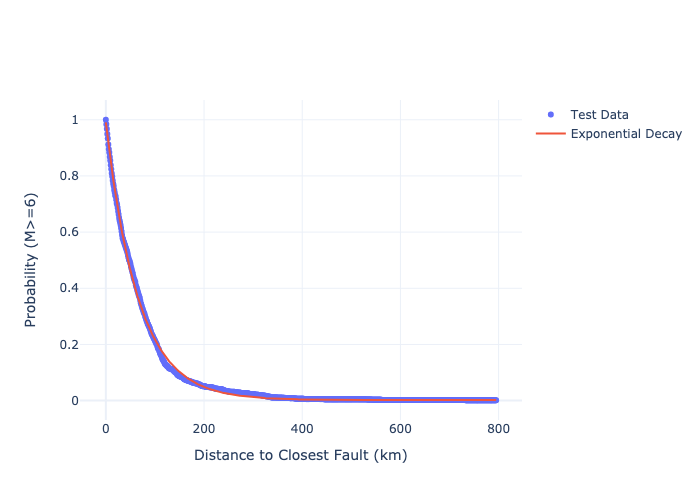 Test Data
Exponential Decay
1
0.8
0.6
0.4
0.2
0
Probability (M>=6)
0 200 400 600 800
Distance to Closest Fault (km)